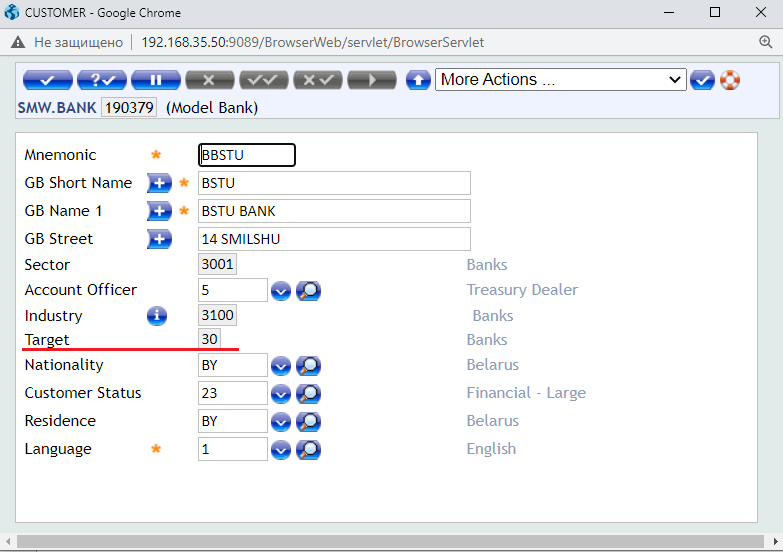 CUSTOMER - Google Chrome
Не защищено 192.168.35.50:9089/BrowserWeb/servlet/BrowserServlet
More Actions ...
SMW.BANK 190379 (Model Bank)
Mnemonic * BBSTU
GB Short Name * BSTU
GB Name 1 * BSTU BANK
GB Street 14 SMILSHU
Sector 3001 Banks
Account Officer 5 Treasury Dealer
Industry 3100 Banks
Target 30 Banks
Nationality BY Belarus
Customer Status 23 Financial - Large
Residence BY Belarus
Language * 1 English